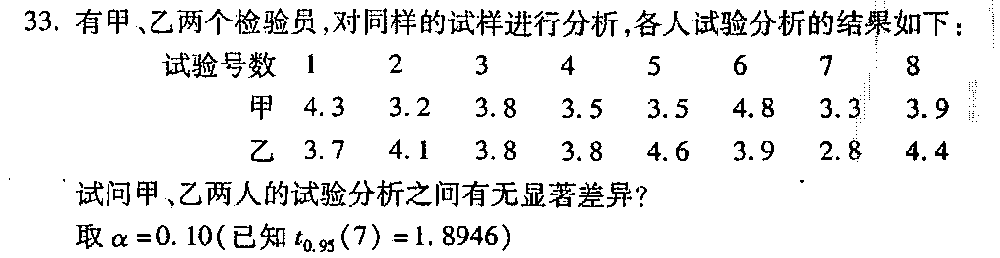 33. 有甲、乙两个检验员,对同样的试样进行分析,各人试验分析的结果如下:
试验号数 1 2 3 4 5 6 7 8
甲 4.3 3.2 3.8 3.5 3.5 4.8 3.3 3.9
乙 3.7 4.1 3.8 3.8 4.6 3.9 2.8 4.4
试问甲、乙两人的试验分析之间有无显著差异?
取 α=0.10(已知 t₀.₉₅(7)=1.8946)